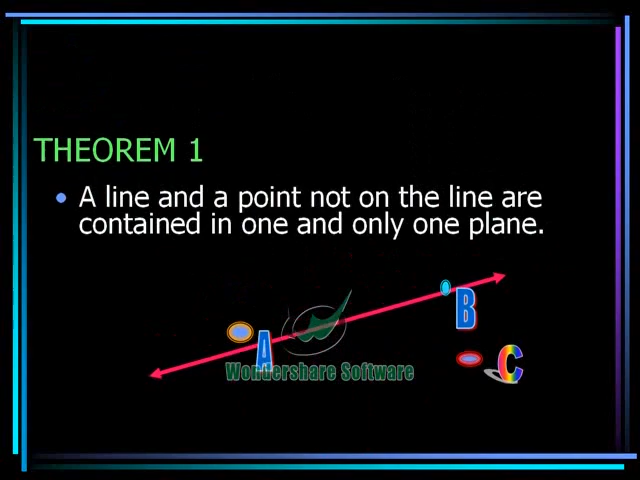 THEOREM 1
• A line and a point not on the line are
contained in one and only one plane.
B
A
C
Wondershare Software